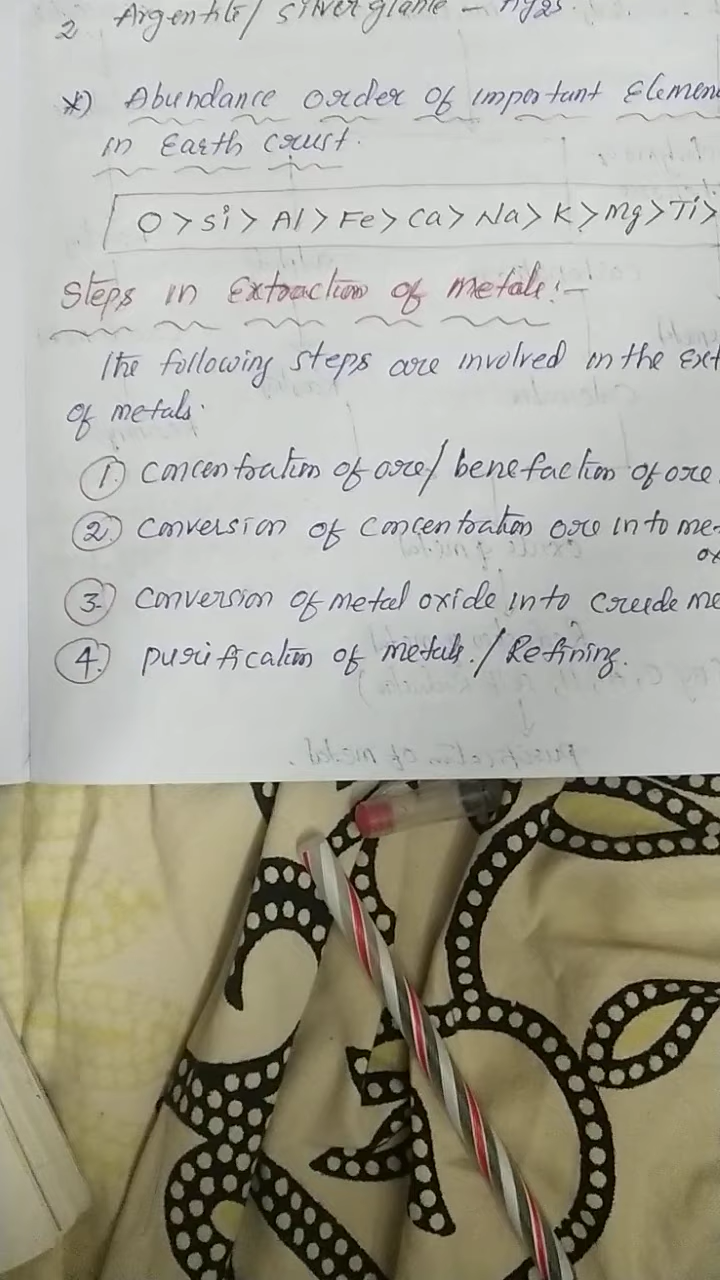 2 Argentite/ silver glance – Ag2S.
*) Abundance order of important Elemen
in Earth crust.
O > Si > Al > Fe > Ca > Na > K > Mg > Ti >
Steps in Extraction of metals:-
The following steps are involved in the Ext
of metals.
1. Concentration of ore/ benefaction of ore.
2. Conversion of Concentration ore into me-
ox
3. Conversion of metal oxide into crude me
4. purification of metals./ Refining.